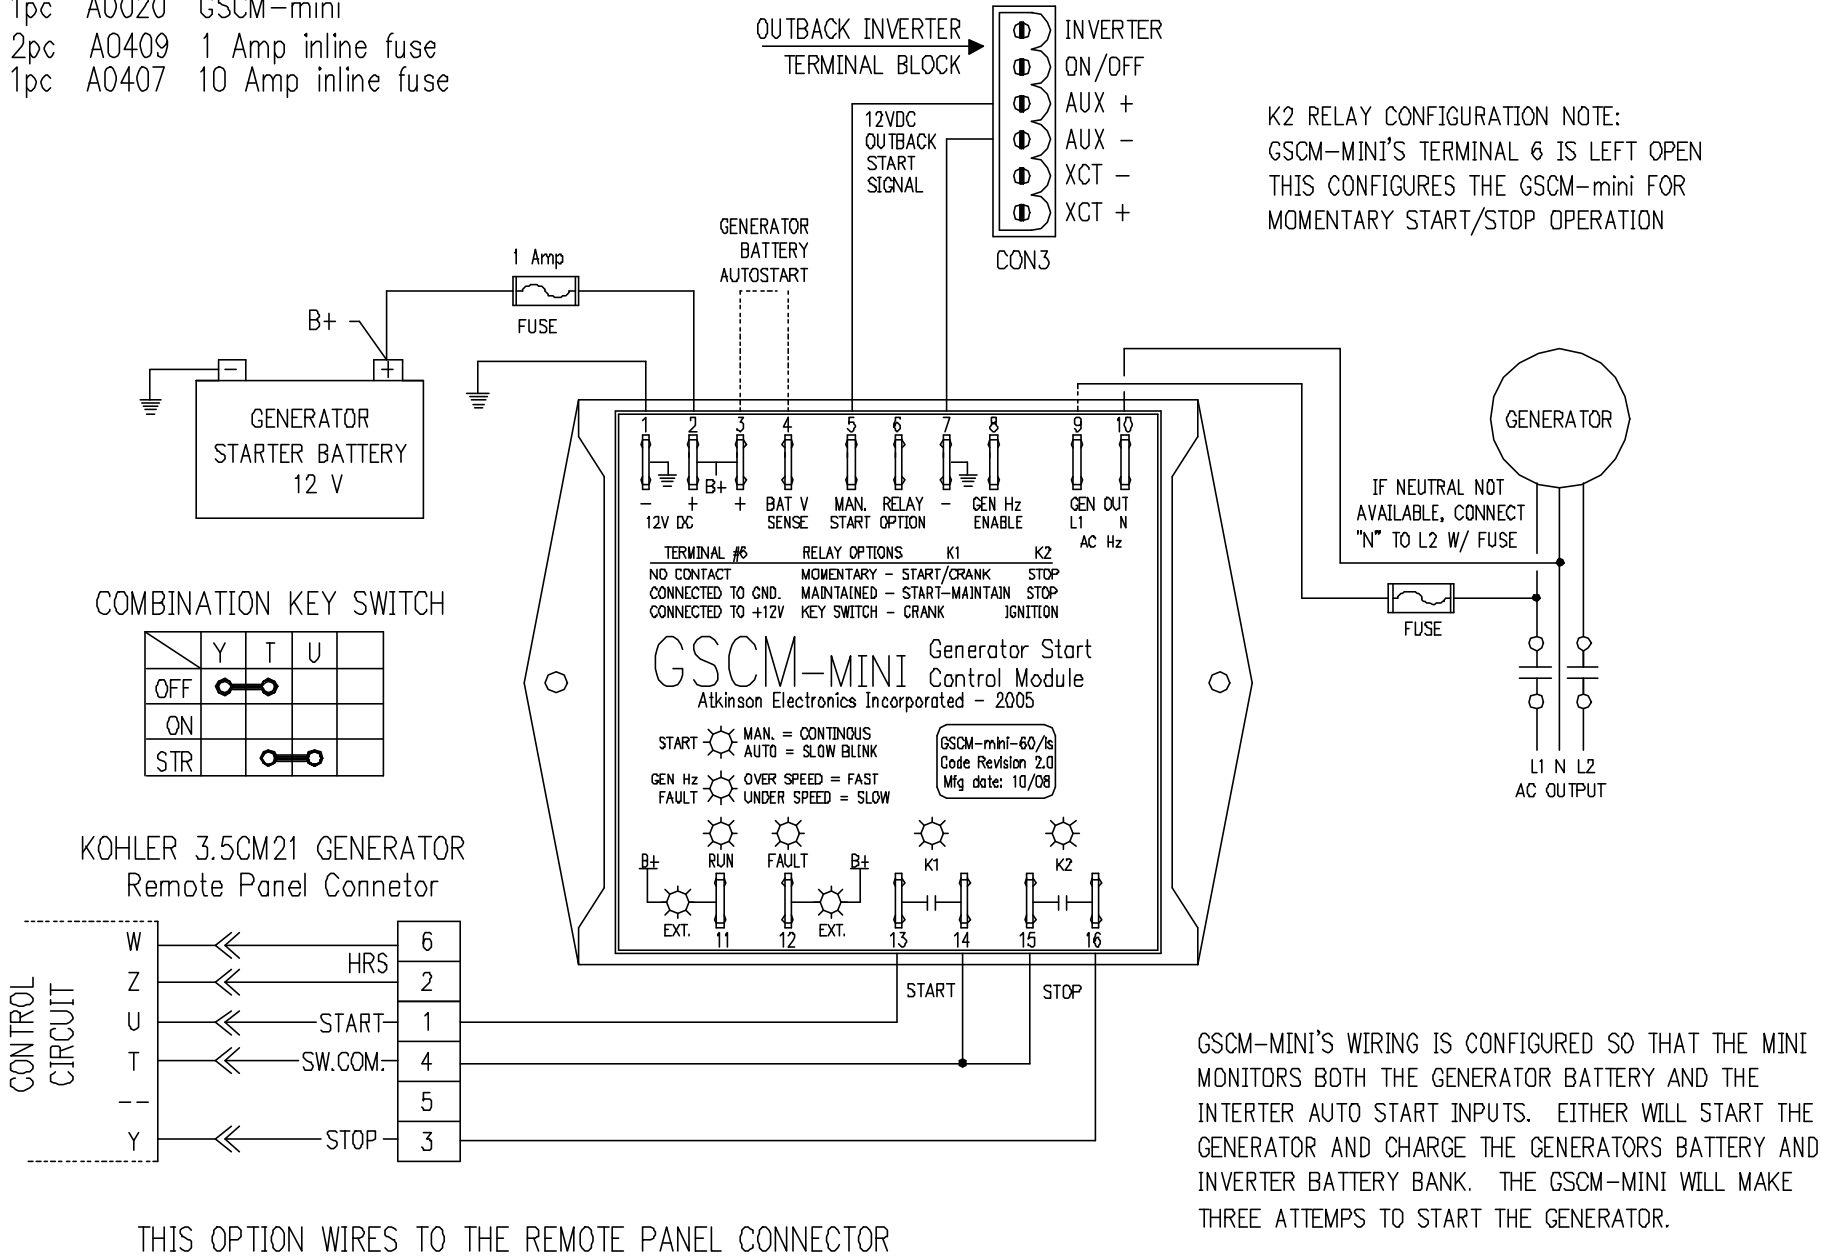 1pc A0020 GSCM-mini
2pc A0409 1 Amp inline fuse
1pc A0407 10 Amp inline fuse
OUTBACK INVERTER
TERMINAL BLOCK
INVERTER
ON/OFF
AUX +
AUX -
XCT -
XCT +
CON3
12VDC
OUTBACK
START
SIGNAL
K2 RELAY CONFIGURATION NOTE:
GSCM-MINI'S TERMINAL 6 IS LEFT OPEN
THIS CONFIGURES THE GSCM-mini FOR
MOMENTARY START/STOP OPERATION
GENERATOR
BATTERY
AUTOSTART
1 Amp
FUSE
B+
- +
GENERATOR
STARTER BATTERY
12 V
GENERATOR
IF NEUTRAL NOT
AVAILABLE, CONNECT
"N" TO L2 W/ FUSE
FUSE
L1 N L2
AC OUTPUT
1 2 3 4 5 6 7 8 9 10
B+
- + + BAT V MAN. RELAY - GEN Hz GEN OUT
12V DC SENSE START OPTION ENABLE L1 N
AC Hz
TERMINAL #6 RELAY OPTIONS K1 K2
NO CONTACT MOMENTARY - START/CRANK STOP
CONNECTED TO GND. MAINTAINED - START-MAINTAIN STOP
CONNECTED TO +12V KEY SWITCH - CRANK IGNITION
GSCM-MINI
Generator Start
Control Module
Atkinson Electronics Incorporated - 2005
START
MAN. = CONTINOUS
AUTO = SLOW BLINK
GEN Hz
FAULT
OVER SPEED = FAST
UNDER SPEED = SLOW
GSCM-mini-60/is
Code Revision 2.0
Mfg date: 10/08
B+ RUN FAULT B+ K1 K2
EXT. 11 12 EXT. 13 14 15 16
START STOP
COMBINATION KEY SWITCH
Y T U
OFF
ON
STR
KOHLER 3.5CM21 GENERATOR
Remote Panel Connetor
CONTROL
CIRCUIT
W 6
HRS
Z 2
U START 1
T SW.COM. 4
-- 5
Y STOP 3
GSCM-MINI'S WIRING IS CONFIGURED SO THAT THE MINI
MONITORS BOTH THE GENERATOR BATTERY AND THE
INTERTER AUTO START INPUTS. EITHER WILL START THE
GENERATOR AND CHARGE THE GENERATORS BATTERY AND
INVERTER BATTERY BANK. THE GSCM-MINI WILL MAKE
THREE ATTEMPS TO START THE GENERATOR.
THIS OPTION WIRES TO THE REMOTE PANEL CONNECTOR